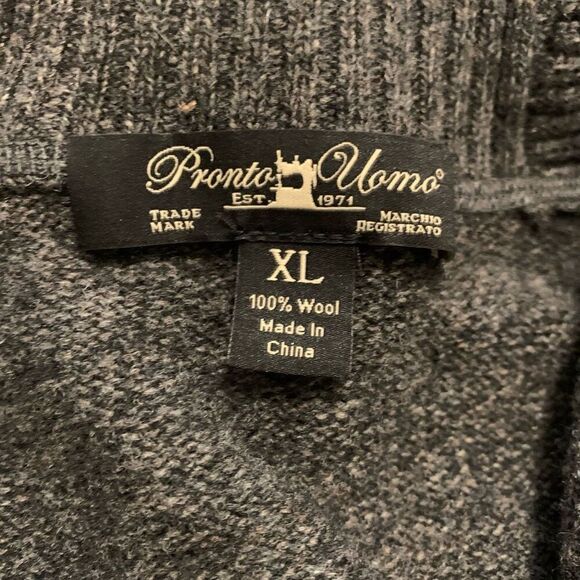 Pronto Uomo®
EST. 1971
TRADE
MARK
MARCHIO
REGISTRATO
XL
100% Wool
Made In
China